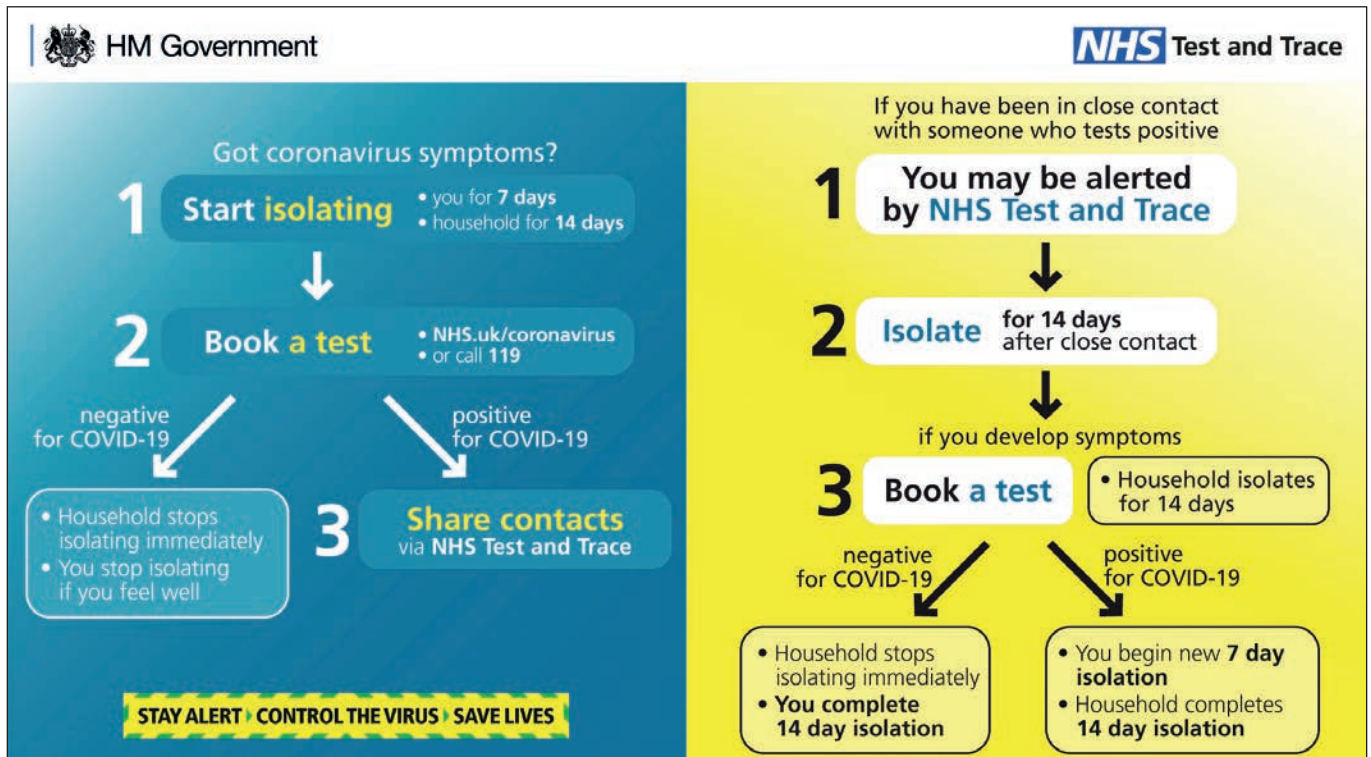 HM Government
NHS Test and Trace
Got coronavirus symptoms?
1
Start isolating
• you for 7 days
• household for 14 days
2
Book a test
• NHS.uk/coronavirus
• or call 119
negative
for COVID-19
positive
for COVID-19
• Household stops
isolating immediately
• You stop isolating
if you feel well
3
Share contacts
via NHS Test and Trace
STAY ALERT CONTROL THE VIRUS SAVE LIVES
If you have been in close contact
with someone who tests positive
1
You may be alerted
by NHS Test and Trace
2
Isolate
for 14 days
after close contact
if you develop symptoms
3
Book a test
• Household isolates
for 14 days
negative
for COVID-19
positive
for COVID-19
• Household stops
isolating immediately
• You complete
14 day isolation
• You begin new 7 day
isolation
• Household completes
14 day isolation